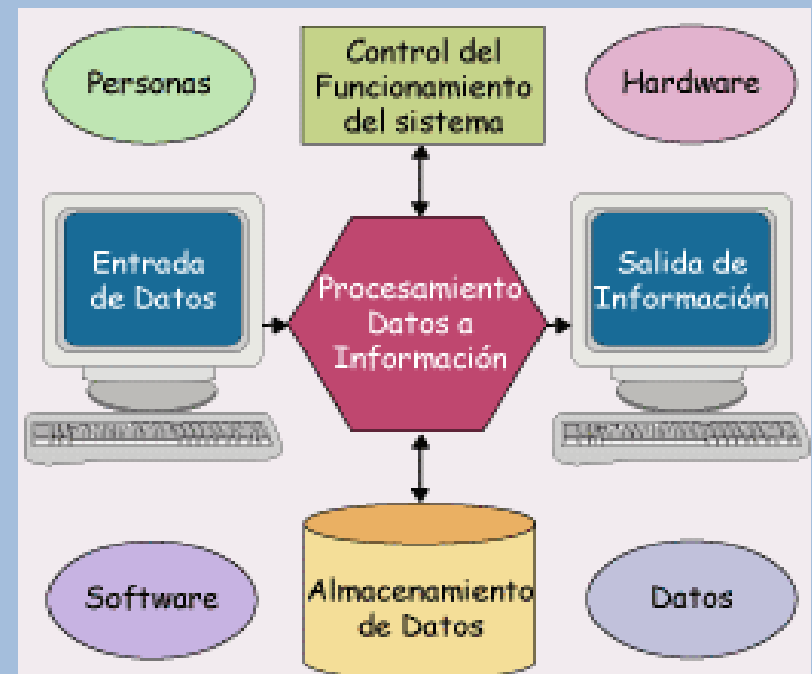 Personas
Control del
Funcionamiento
del sistema
Hardware
Entrada
de Datos
Procesamiento
Datos a
Información
Salida de
Información
Software
Almacenamiento
de Datos
Datos